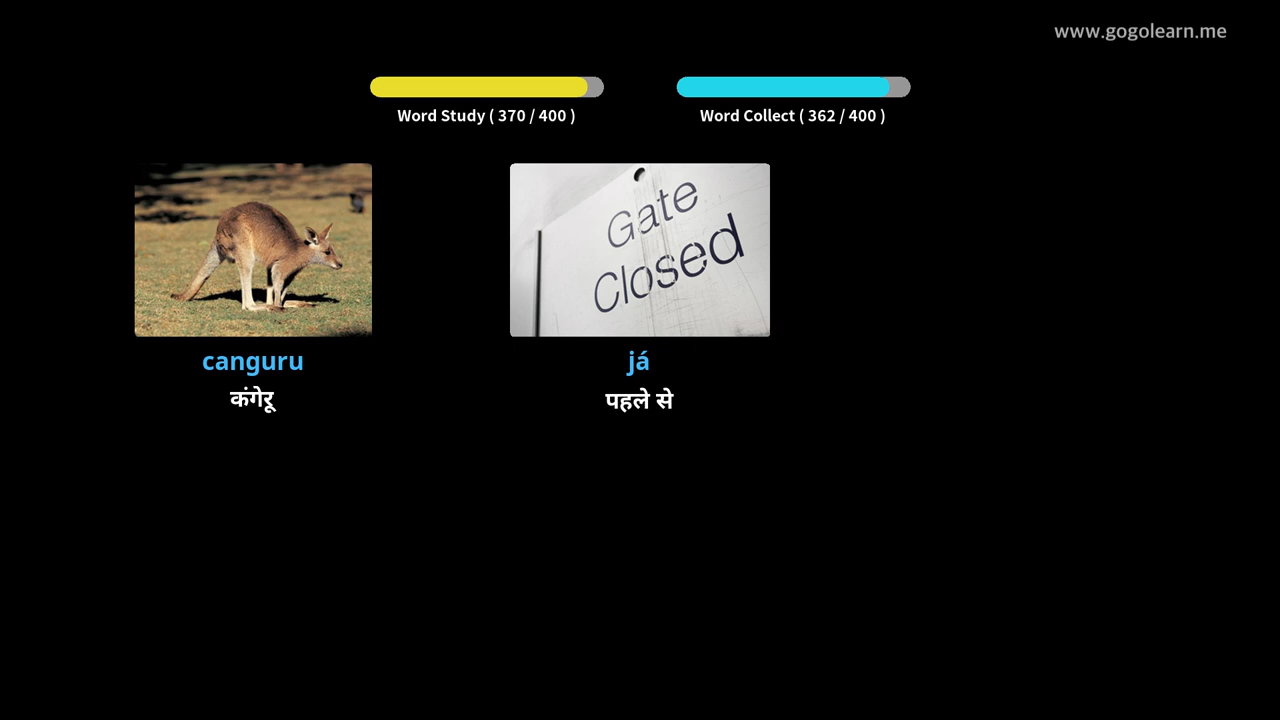 www.gogolearn.me
Word Study ( 370 / 400 )
Word Collect ( 362 / 400 )
Gate
Closed
canguru
já
कंगेरू
पहले से